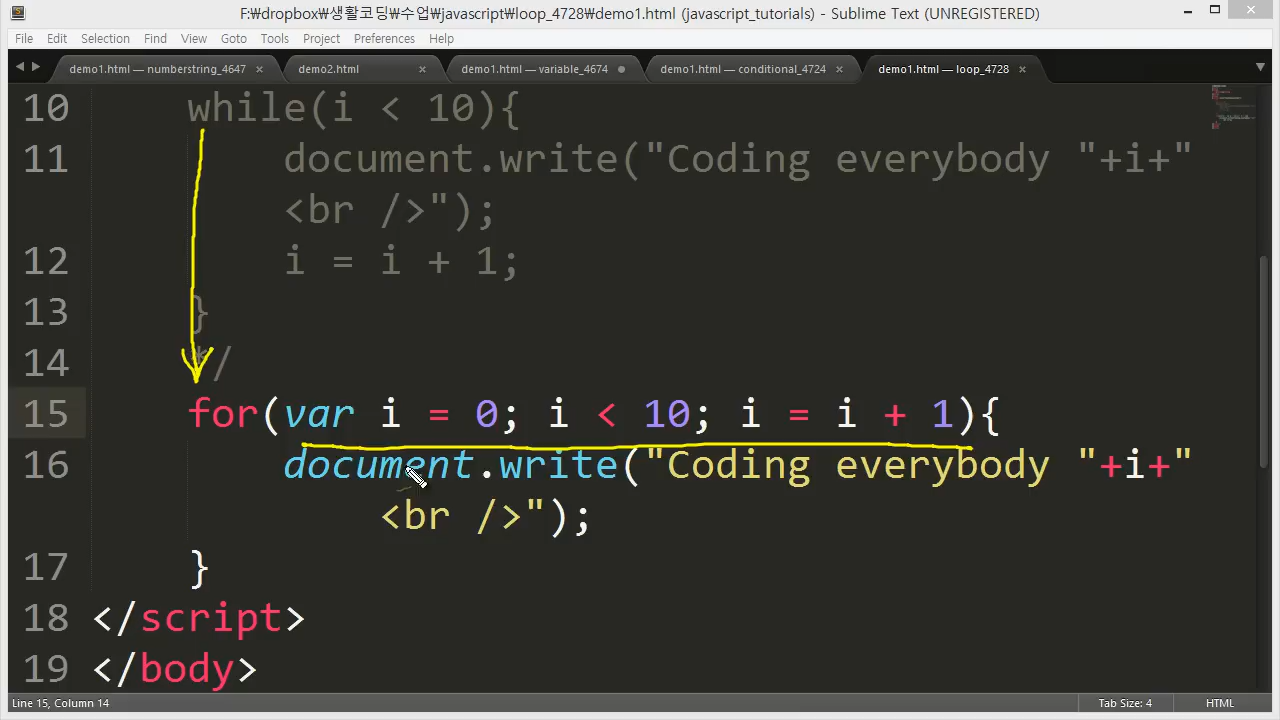 F:₩dropbox₩생활코딩₩수업₩javascript₩loop_4728₩demo1.html (javascript_tutorials) - Sublime Text (UNREGISTERED)
File Edit Selection Find View Goto Tools Project Preferences Help
demo1.html — numberstring_4647 demo2.html demo1.html — variable_4674 demo1.html — conditional_4724 demo1.html — loop_4728
10 while(i < 10){
11 document.write("Coding everybody "+i+"
<br />");
12 i = i + 1;
13 }
14 */
15 for(var i = 0; i < 10; i = i + 1){
16 document.write("Coding everybody "+i+"
<br />");
17 }
18 </script>
19 </body>
Line 15, Column 14 Tab Size: 4 HTML